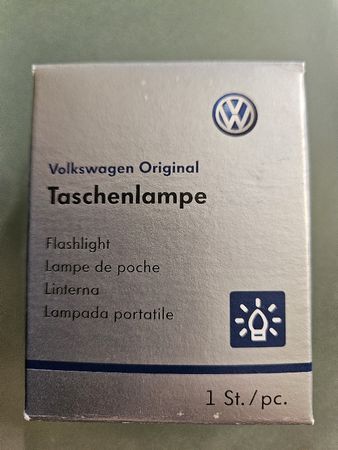 Volkswagen Original
Taschenlampe
Flashlight
Lampe de poche
Linterna
Lampada portatile
1 St./pc.